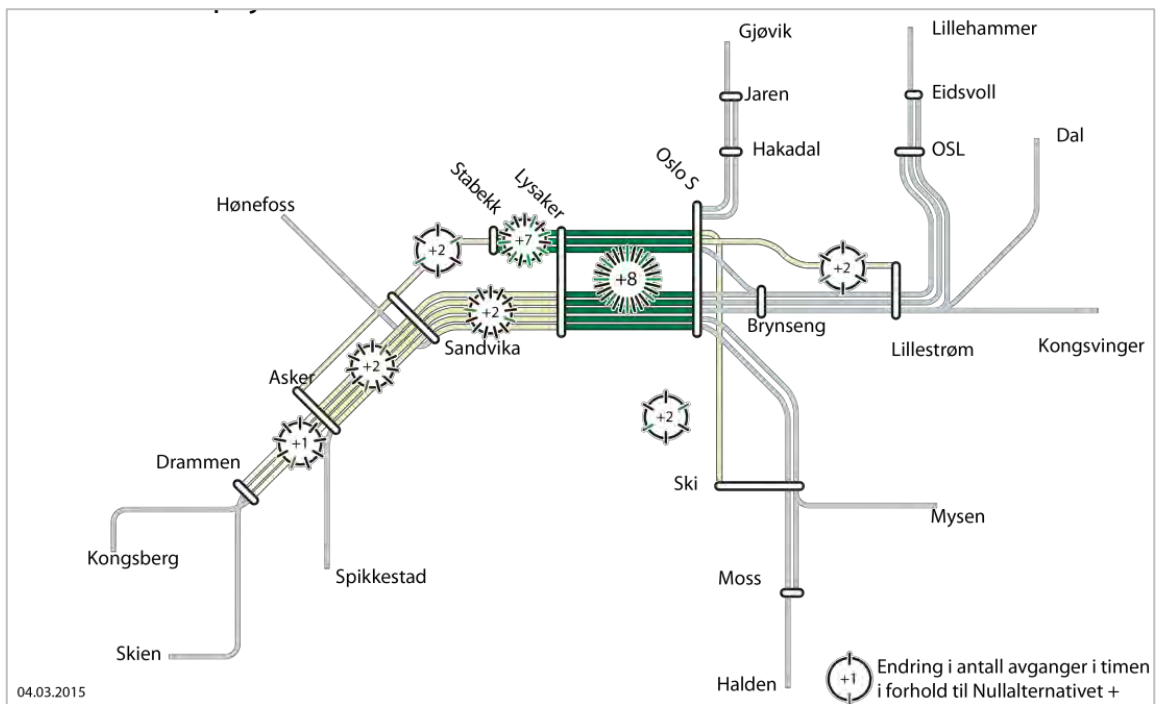 Gjøvik
Lillehammer
Jaren
Eidsvoll
Dal
Hakadal
OSL
Oslo S
Stabekk
Lysaker
Hønefoss
+2
+7
+8
+2
+2
Brynseng
Sandvika
Lillestrøm
Kongsvinger
+2
Asker
+2
+1
Drammen
Ski
Mysen
Kongsberg
Spikkestad
Moss
Skien
Halden
+1
Endring i antall avganger i timen
i forhold til Nullalternativet +
04.03.2015